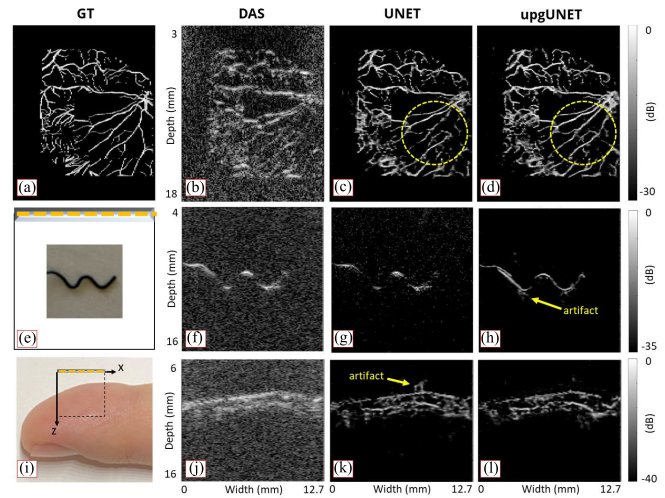 GT DAS UNET upgUNET
3 0
Depth (mm) (dB)
(a) (b) (c) (d)
18 -30
4 0
Depth (mm) (dB)
artifact
(e) (f) (g) (h)
16 -35
6 0
X artifact
Depth (mm) (dB)
Z
(i) (j) (k) (l)
16 -40
0 Width (mm) 12.7 0 Width (mm) 12.7 0 Width (mm) 12.7